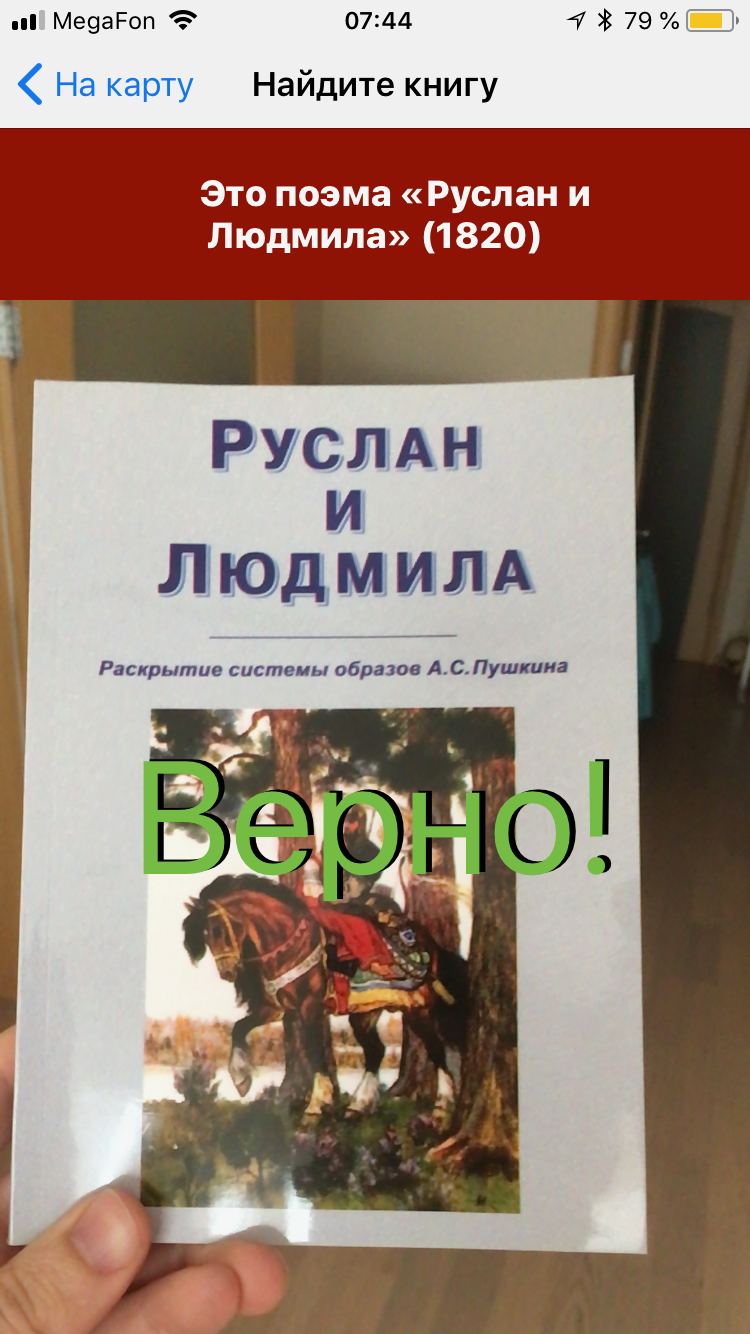 MegaFon 07:44 79 %
На карту Найдите книгу
Это поэма «Руслан и
Людмила» (1820)
РУСЛАН
И
ЛЮДМИЛА
Раскрытие системы образов А.С.Пушкина
Верно!